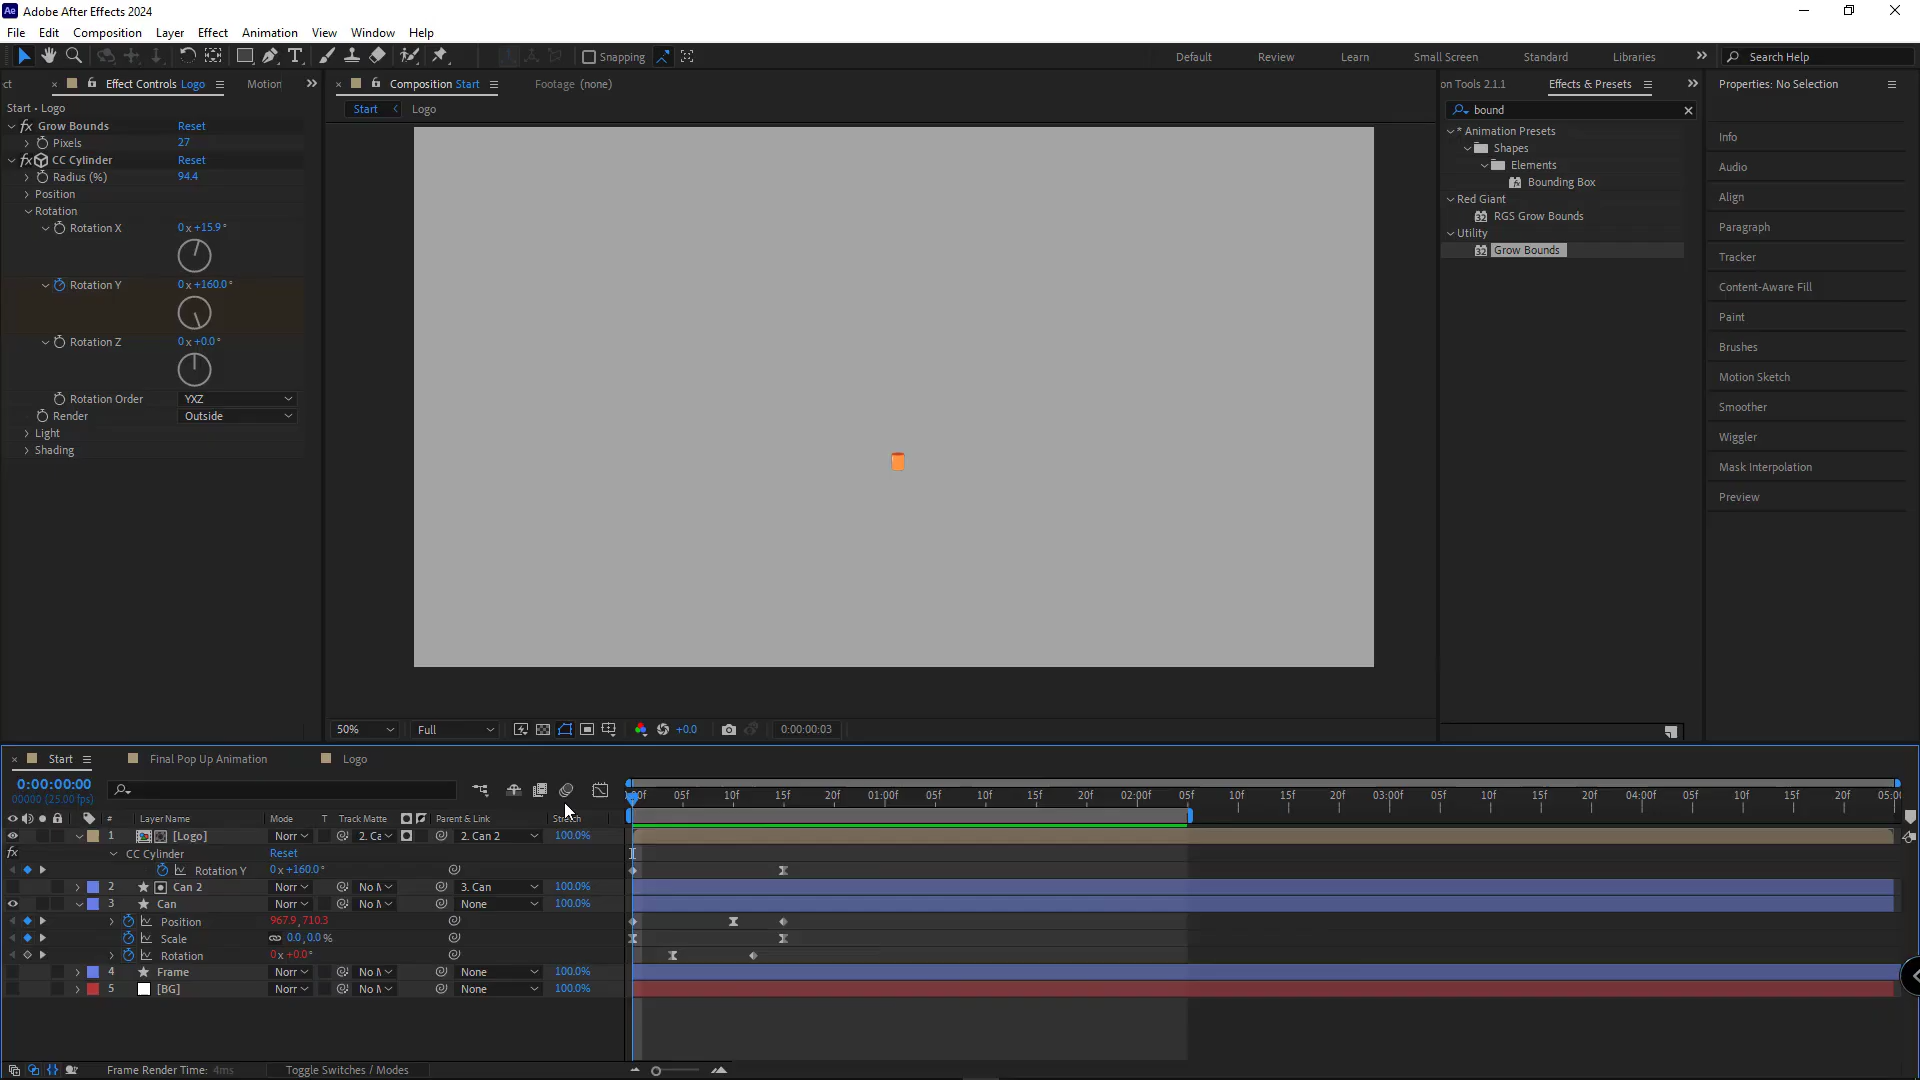 Ae Adobe After Effects 2024
File Edit Composition Layer Effect Animation View Window Help
Snapping
Default Review Learn Small Screen Standard Libraries
Search Help
ct Effect Controls Logo Motion
Start • Logo
fx Grow Bounds Reset
Pixels 27
fx CC Cylinder Reset
Radius (%) 94.4
Position
Rotation
Rotation X 0x+15.9°
Rotation Y 0x+160.0°
Rotation Z 0x+0.0°
Rotation Order YXZ
Render Outside
Light
Shading
Composition Start Footage (none)
Start Logo
50% Full +0.0 0:00:00:03
on Tools 2.1.1 Effects & Presets
bound
* Animation Presets
Shapes
Elements
Bounding Box
Red Giant
RGS Grow Bounds
Utility
Grow Bounds
Properties: No Selection
Info
Audio
Align
Paragraph
Tracker
Content-Aware Fill
Paint
Brushes
Motion Sketch
Smoother
Wiggler
Mask Interpolation
Preview
Start Final Pop Up Animation Logo
0:00:00:00
00000 (25.00 fps)
05f 10f 15f 20f 01:00f 05f 10f 15f 20f 02:00f 05f 10f 15f 20f 03:00f 05f 10f 15f 20f 04:00f 05f 10f 15f 20f 05:0
# Layer Name Mode T Track Matte Parent & Link Stretch
1 [Logo] Norr 2. Ca 2. Can 2 100.0%
fx CC Cylinder Reset
Rotation Y 0x+160.0°
2 Can 2 Norr No M 3. Can 100.0%
3 Can Norr No M None 100.0%
Position 967.9,710.3
Scale 0.0,0.0%
Rotation 0x+0.0°
4 Frame Norr No M None 100.0%
5 [BG] Norr No M None 100.0%
Frame Render Time: 4ms Toggle Switches / Modes